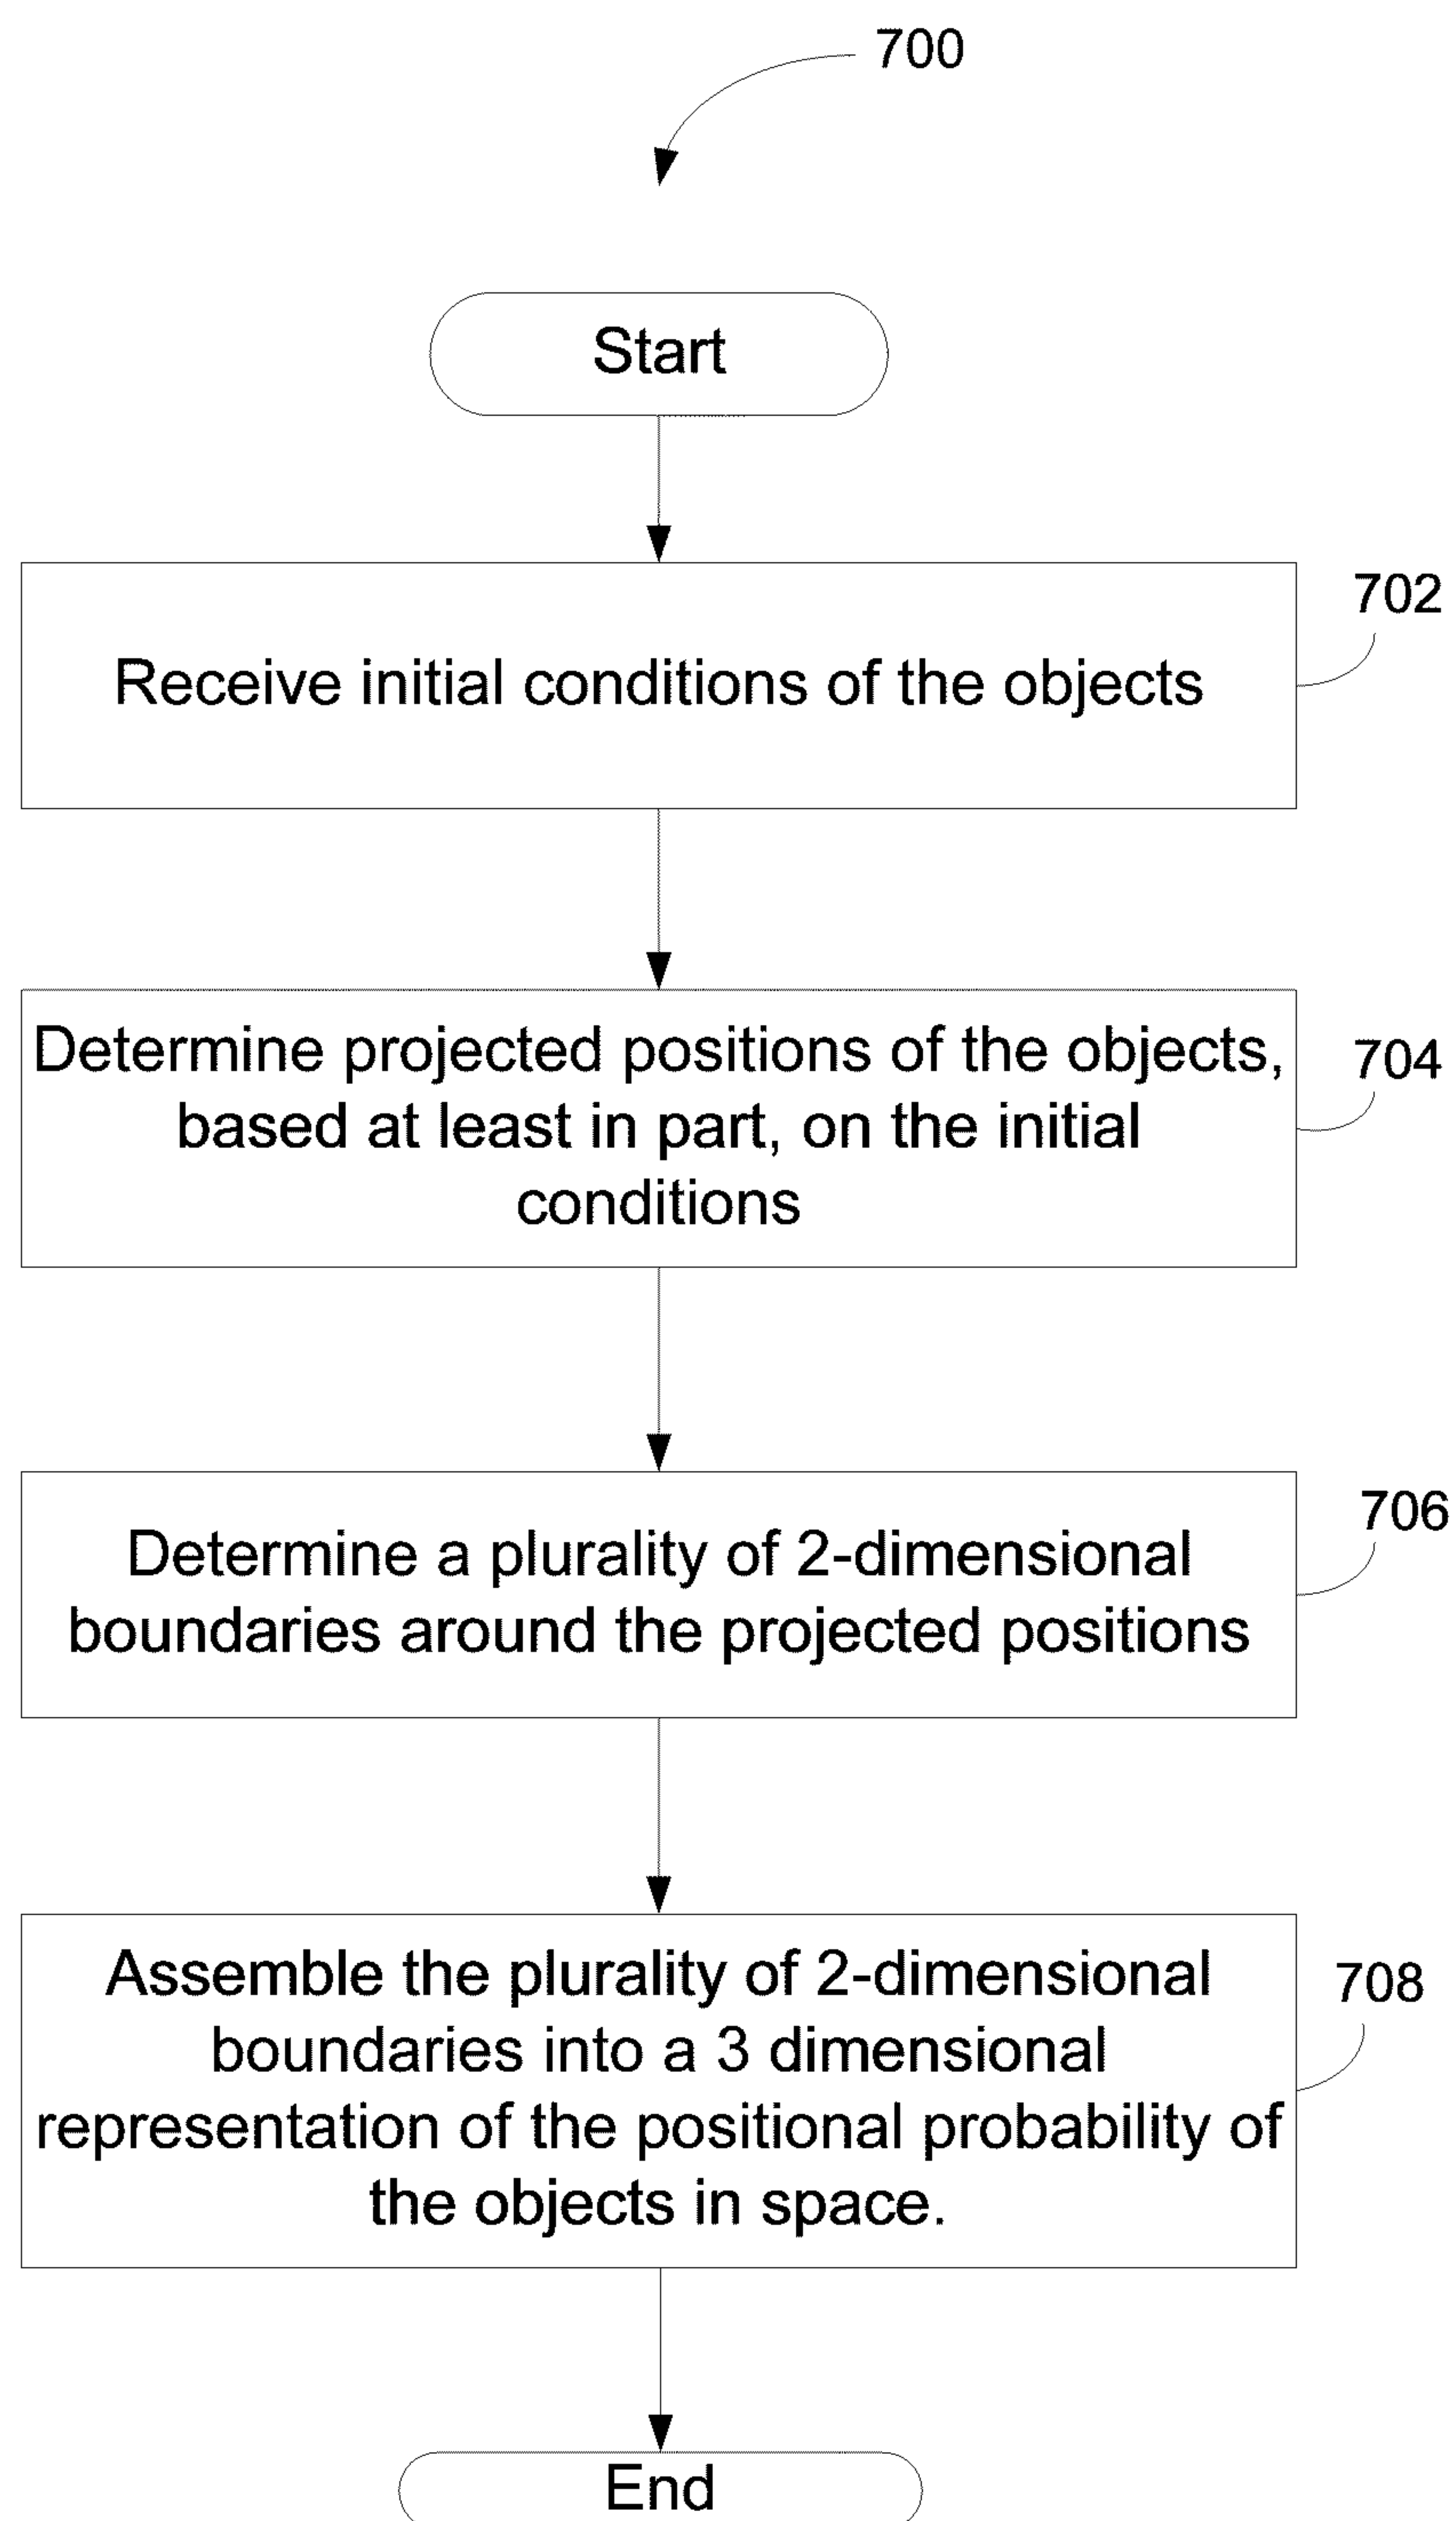 700
Start
702
Receive initial conditions of the objects
Determine projected positions of the objects,
704
based at least in part, on the initial
conditions
706
Determine a plurality of 2-dimensional
boundaries around the projected positions
Assemble the plurality of 2-dimensional
708
boundaries into a 3 dimensional
representation of the positional probability of
the objects in space.
End